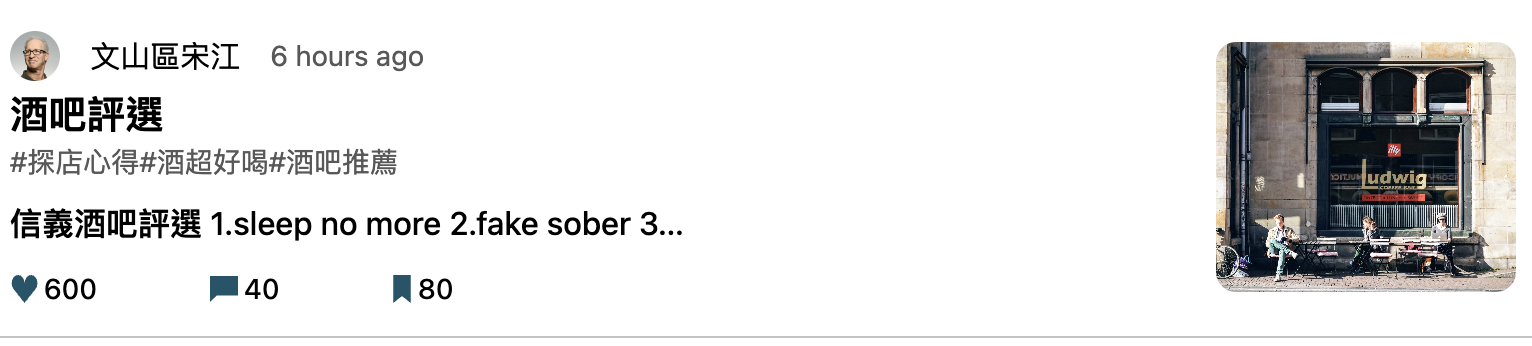 文山區宋江 6 hours ago
酒吧評選
#探店心得#酒超好喝#酒吧推薦
信義酒吧評選 1.sleep no more 2.fake sober 3...
600 40 80
illy
Ludwig